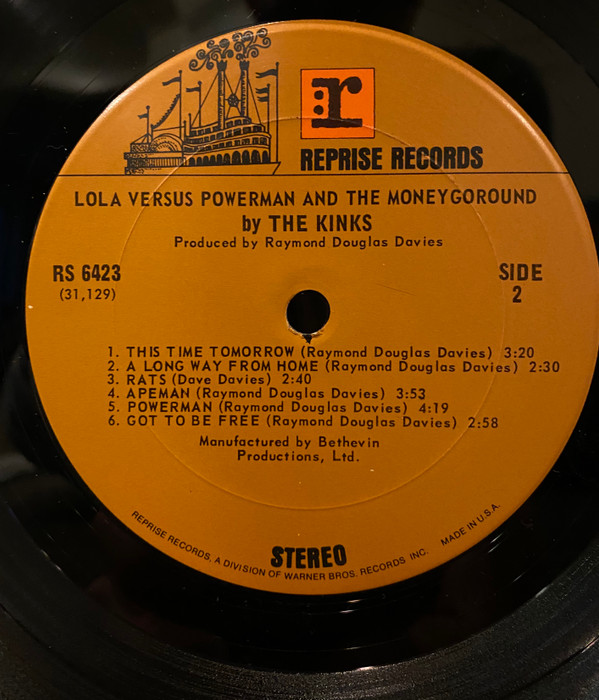 r
REPRISE RECORDS
LOLA VERSUS POWERMAN AND THE MONEYGOROUND
by THE KINKS
Produced by Raymond Douglas Davies
RS 6423
(31,129)
SIDE
2
1. THIS TIME TOMORROW (Raymond Douglas Davies) 3:20
2. A LONG WAY FROM HOME (Raymond Douglas Davies) 2:30
3. RATS (Dave Davies) 2:40
4. APEMAN (Raymond Douglas Davies) 3:53
5. POWERMAN (Raymond Douglas Davies) 4:19
6. GOT TO BE FREE (Raymond Douglas Davies) 2:58
Manufactured by Bethevin
Productions, Ltd.
STEREO
REPRISE RECORDS, A DIVISION OF WARNER BROS. RECORDS INC. MADE IN U.S.A.